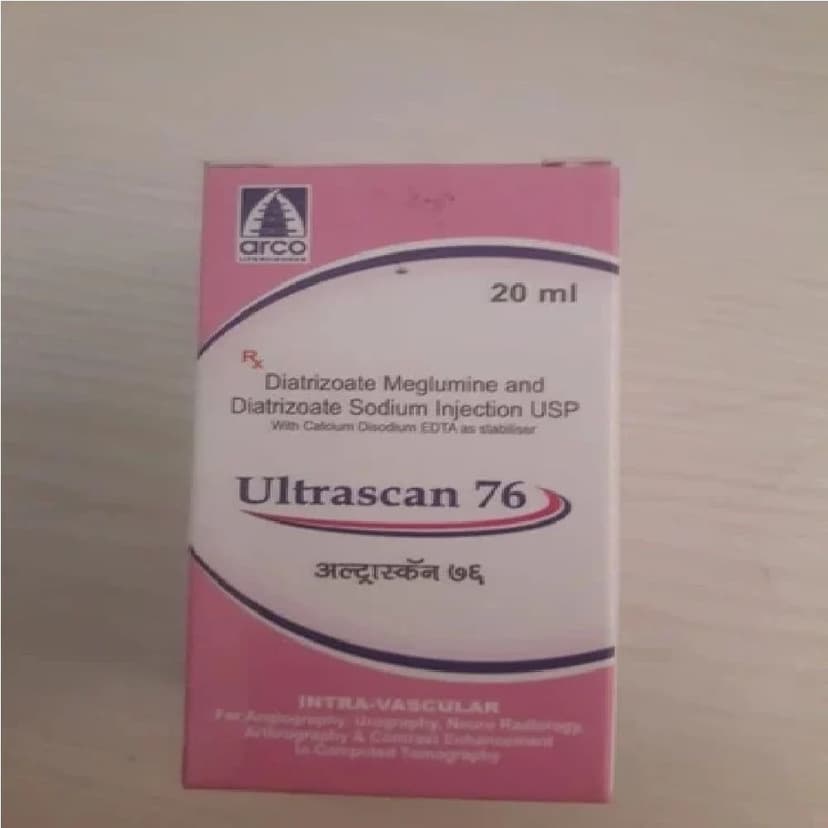 arco
LIFESCIENCES
20 ml
Rx
Diatrizoate Meglumine and
Diatrizoate Sodium Injection USP
With Calcium Disodium EDTA as stabiliser
Ultrascan 76
अल्ट्रास्कॅन ७६
INTRA-VASCULAR
For Angiography, Urography, Neuro Radiology,
Arthrography & Contrast Enhancement
In Computed Tomography